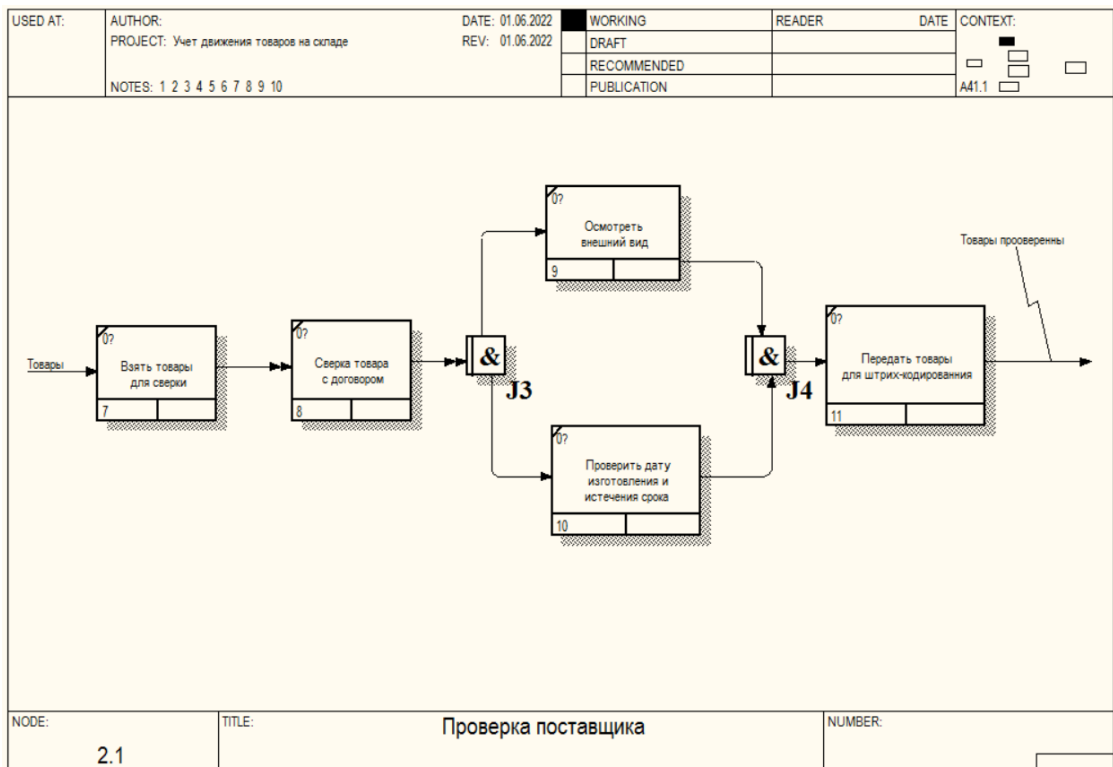 USED AT:
AUTHOR:
DATE: 01.06.2022
PROJECT: Учет движения товаров на складе
REV: 01.06.2022
NOTES: 1 2 3 4 5 6 7 8 9 10
WORKING
DRAFT
RECOMMENDED
PUBLICATION
READER
DATE
CONTEXT:
A41.1
Товары
0?
Взять товары
для сверки
7
0?
Сверка товара
с договором
8
&
J3
0?
Осмотреть
внешний вид
9
0?
Проверить дату
изготовления и
истечения срока
10
&
J4
0?
Передать товары
для штрих-кодированния
11
Товары прооверенны
NODE:
2.1
TITLE:
Проверка поставщика
NUMBER: